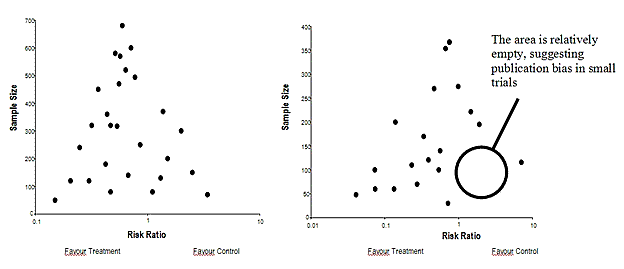 700
600
500
400
300
200
100
0
Sample Size
0.1
1
10
Risk Ratio
Favour Treatment
Favour Control
400
350
300
250
200
150
100
50
0
Sample Size
0.01
0.1
1
10
Risk Ratio
Favour Treatment
Favour Control
The area is relatively
empty, suggesting
publication bias in small
trials